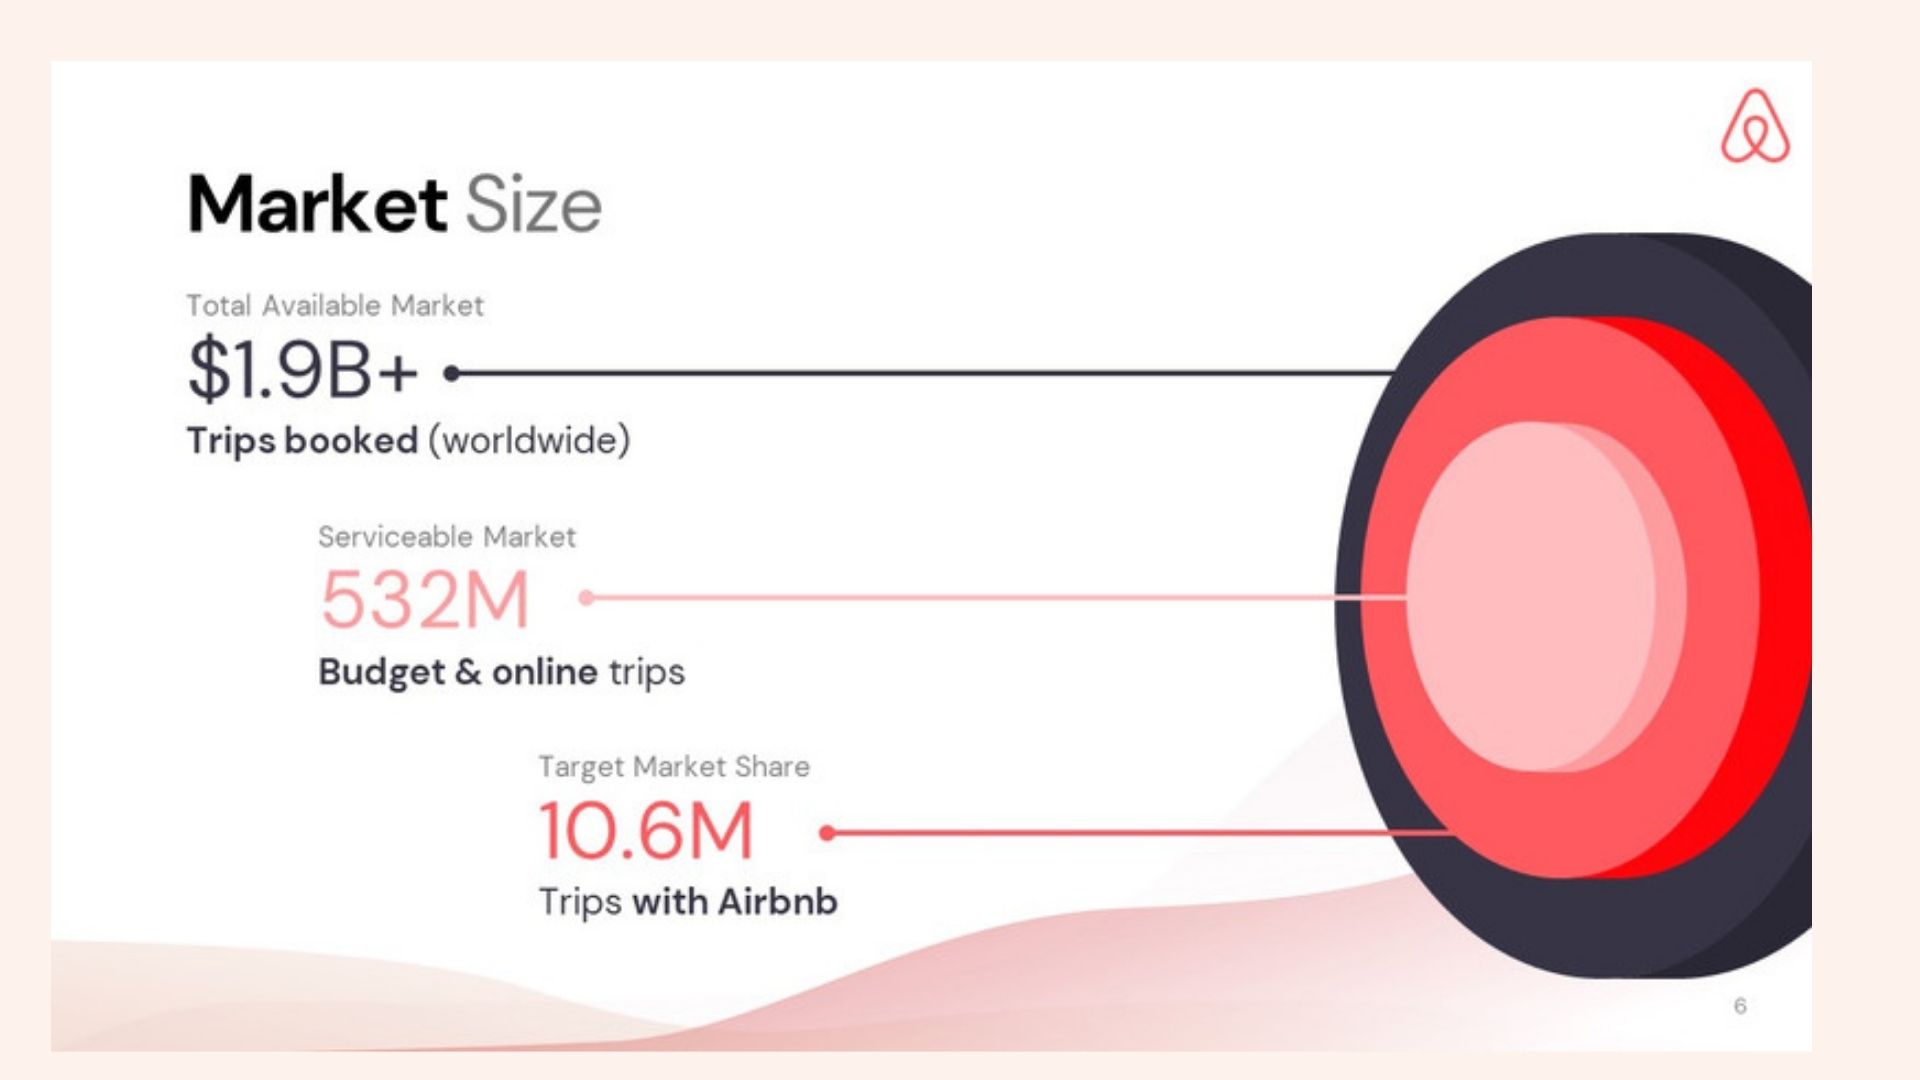 Market Size
Total Available Market
$1.9B+
Trips booked (worldwide)
Serviceable Market
532M
Budget & online trips
Target Market Share
10.6M
Trips with Airbnb
6